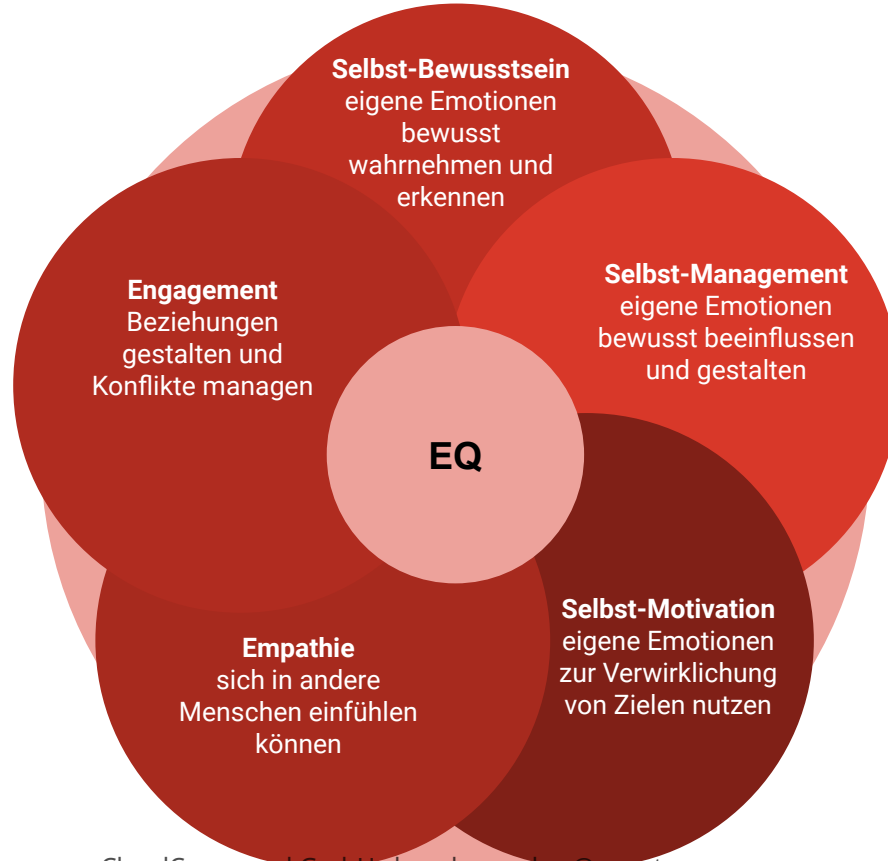 Selbst-Bewusstsein
eigene Emotionen
bewusst
wahrnehmen und
erkennen
Selbst-Management
eigene Emotionen
bewusst beeinflussen
und gestalten
Engagement
Beziehungen
gestalten und
Konflikte managen
EQ
Selbst-Motivation
eigene Emotionen
zur Verwirklichung
von Zielen nutzen
Empathie
sich in andere
Menschen einfühlen
können